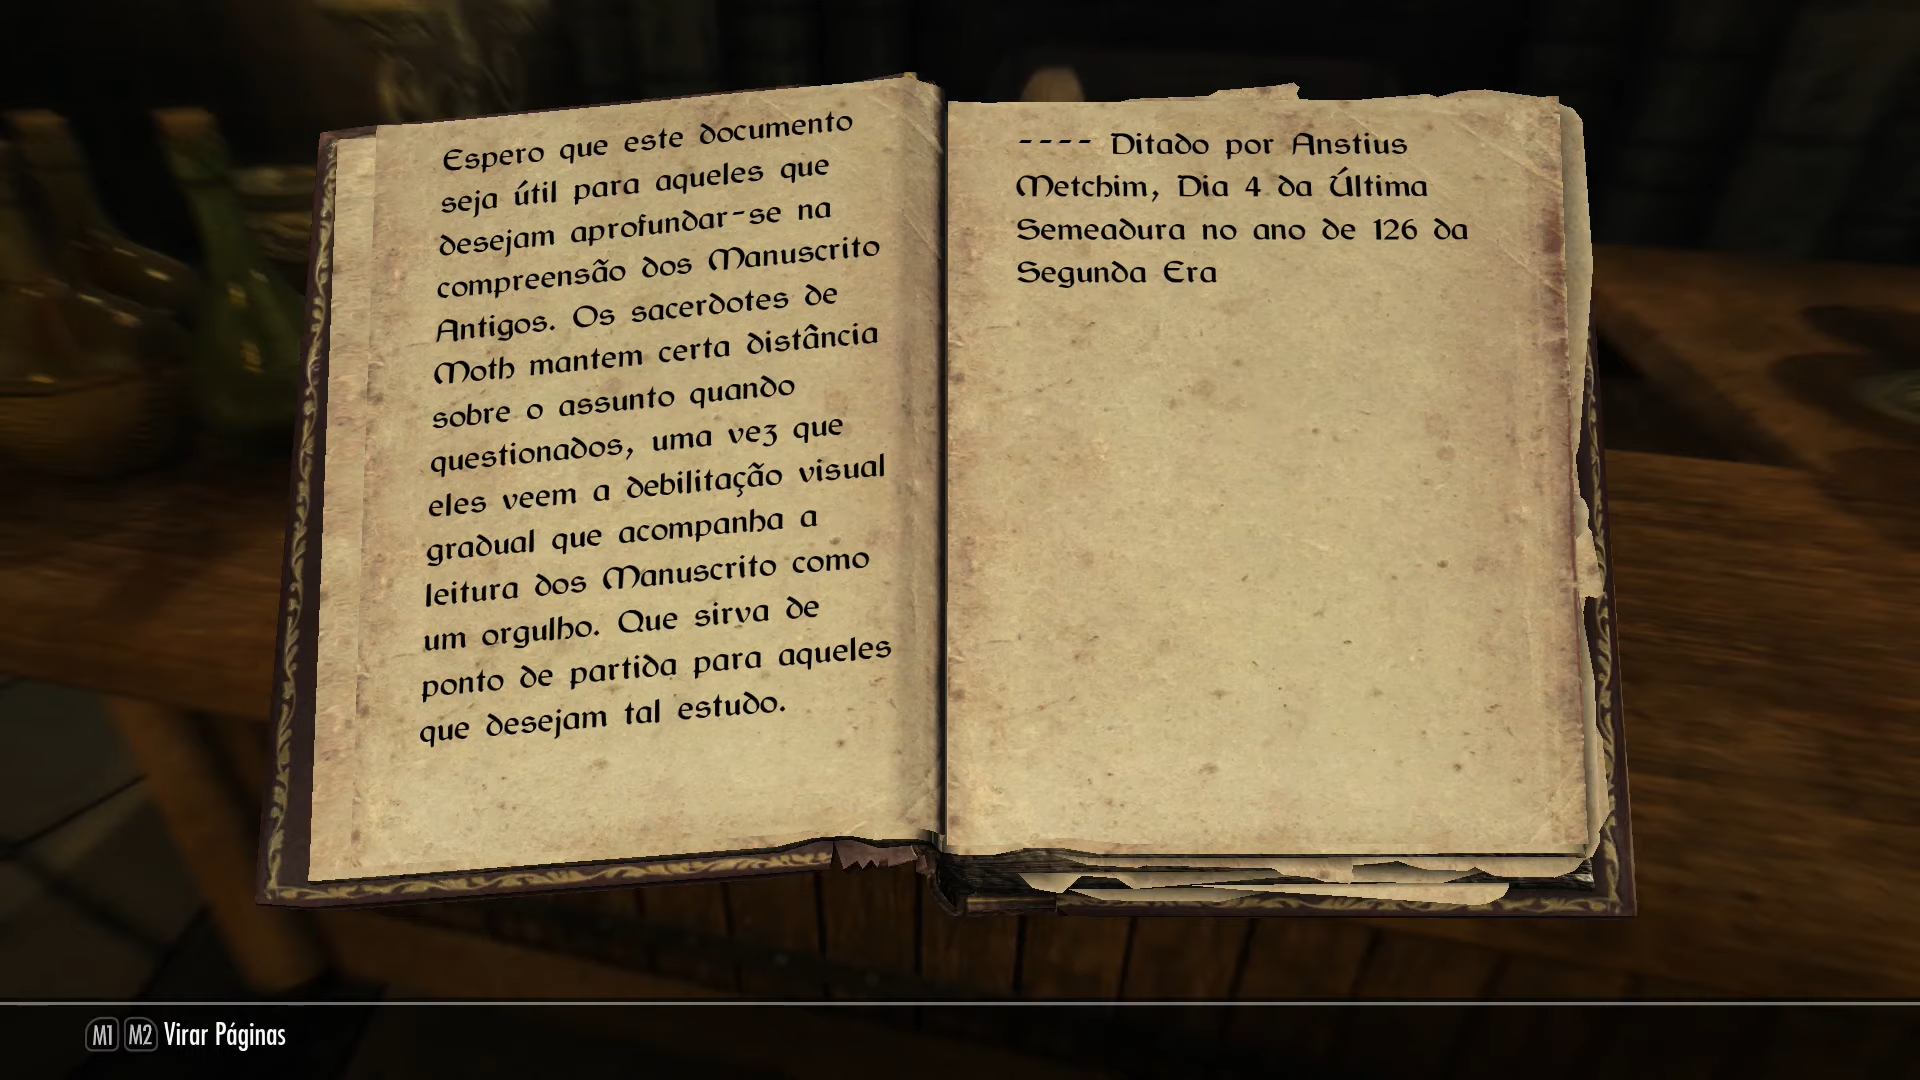 Espero que este documento
seja útil para aqueles que
desejam aprofundar-se na
compreensão dos Manuscrito
Antigos. Os sacerdotes de
Moth mantem certa distância
sobre o assunto quando
questionados, uma vez que
eles veem a debilitação visual
gradual que acompanha a
leitura dos Manuscrito como
um orgulho. Que sirva de
ponto de partida para aqueles
que desejam tal estudo.
---- Ditado por Anstius
Metchim, Dia 4 da Última
Semeadura no ano de 126 da
Segunda Era
M1 M2 Virar Páginas